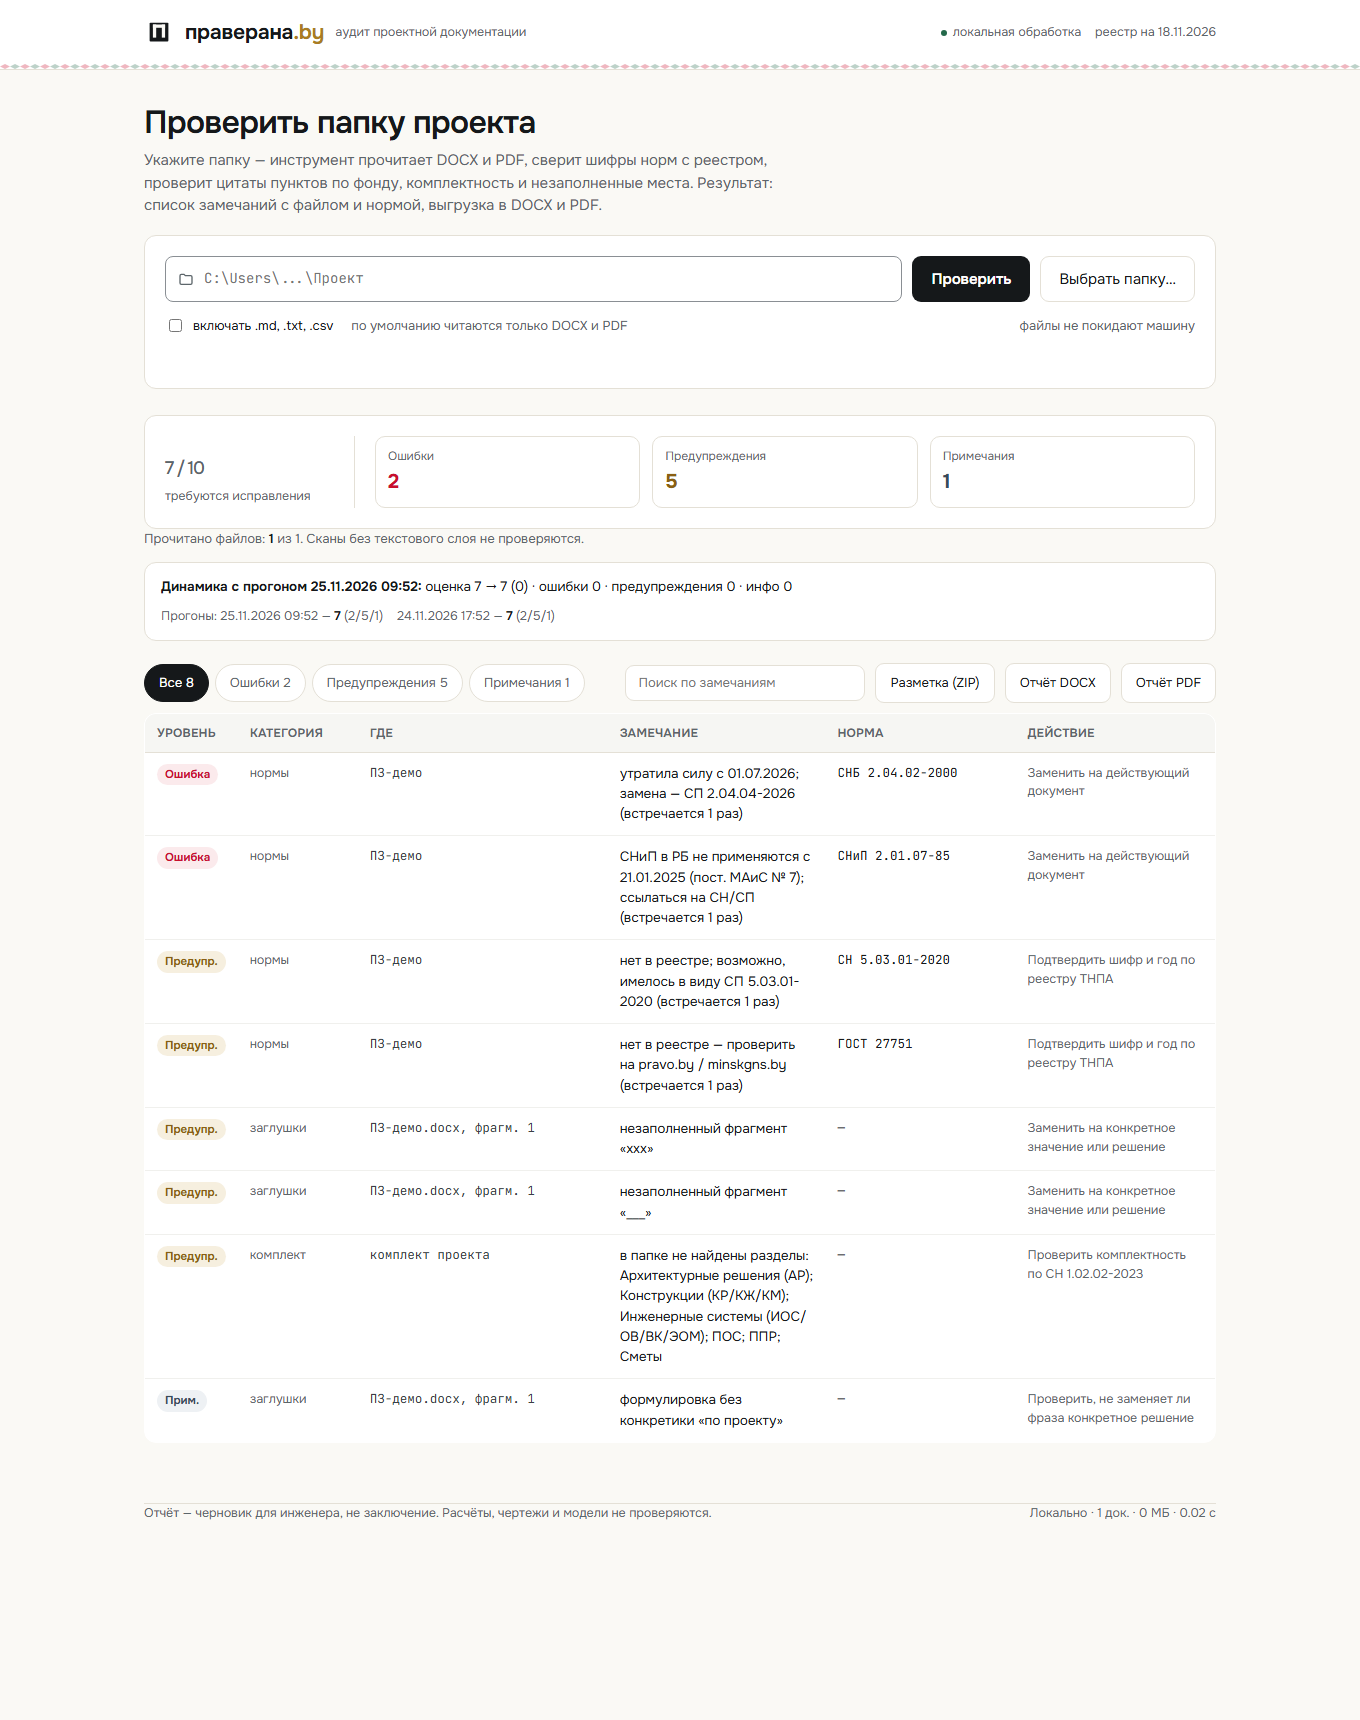 праверана.by аудит проектной документации
локальная обработка реестр на 18.11.2026
Проверить папку проекта
Укажите папку — инструмент прочитает DOCX и PDF, сверит шифры норм с реестром,
проверит цитаты пунктов по фонду, комплектность и незаполненные места. Результат:
список замечаний с файлом и нормой, выгрузка в DOCX и PDF.
C:\Users\...\Проект
Проверить
Выбрать папку…
включать .md, .txt, .csv по умолчанию читаются только DOCX и PDF
файлы не покидают машину
7 / 10
требуются исправления
Ошибки
2
Предупреждения
5
Примечания
1
Прочитано файлов: 1 из 1. Сканы без текстового слоя не проверяются.
Динамика с прогоном 25.11.2026 09:52: оценка 7 → 7 (0) · ошибки 0 · предупреждения 0 · инфо 0
Прогоны: 25.11.2026 09:52 — 7 (2/5/1) 24.11.2026 17:52 — 7 (2/5/1)
Все 8 Ошибки 2 Предупреждения 5 Примечания 1
Поиск по замечаниям
Разметка (ZIP) Отчёт DOCX Отчёт PDF
УРОВЕНЬ КАТЕГОРИЯ ГДЕ ЗАМЕЧАНИЕ НОРМА ДЕЙСТВИЕ
Ошибка нормы ПЗ-демо
утратила силу с 01.07.2026;
замена — СП 2.04.04-2026
(встречается 1 раз)
СНБ 2.04.02-2000
Заменить на действующий
документ
Ошибка нормы ПЗ-демо
СНиП в РБ не применяются с
21.01.2025 (пост. МАиС № 7);
ссылаться на СН/СП
(встречается 1 раз)
СНиП 2.01.07-85
Заменить на действующий
документ
Предупр. нормы ПЗ-демо
нет в реестре; возможно,
имелось в виду СП 5.03.01-
2020 (встречается 1 раз)
СН 5.03.01-2020
Подтвердить шифр и год по
реестру ТНПА
Предупр. нормы ПЗ-демо
нет в реестре — проверить
на pravo.by / minskgns.by
(встречается 1 раз)
ГОСТ 27751
Подтвердить шифр и год по
реестру ТНПА
Предупр. заглушки ПЗ-демо.docx, фрагм. 1
незаполненный фрагмент
«xxx»
—
Заменить на конкретное
значение или решение
Предупр. заглушки ПЗ-демо.docx, фрагм. 1
незаполненный фрагмент
«___»
—
Заменить на конкретное
значение или решение
Предупр. комплект комплект проекта
в папке не найдены разделы:
Архитектурные решения (АР);
Конструкции (КР/КЖ/КМ);
Инженерные системы (ИОС/
ОВ/ВК/ЭОМ); ПОС; ППР;
Сметы
—
Проверить комплектность
по СН 1.02.02-2023
Прим. заглушки ПЗ-демо.docx, фрагм. 1
формулировка без
конкретики «по проекту»
—
Проверить, не заменяет ли
фраза конкретное решение
Отчёт — черновик для инженера, не заключение. Расчёты, чертежи и модели не проверяются.
Локально · 1 док. · 0 МБ · 0.02 с